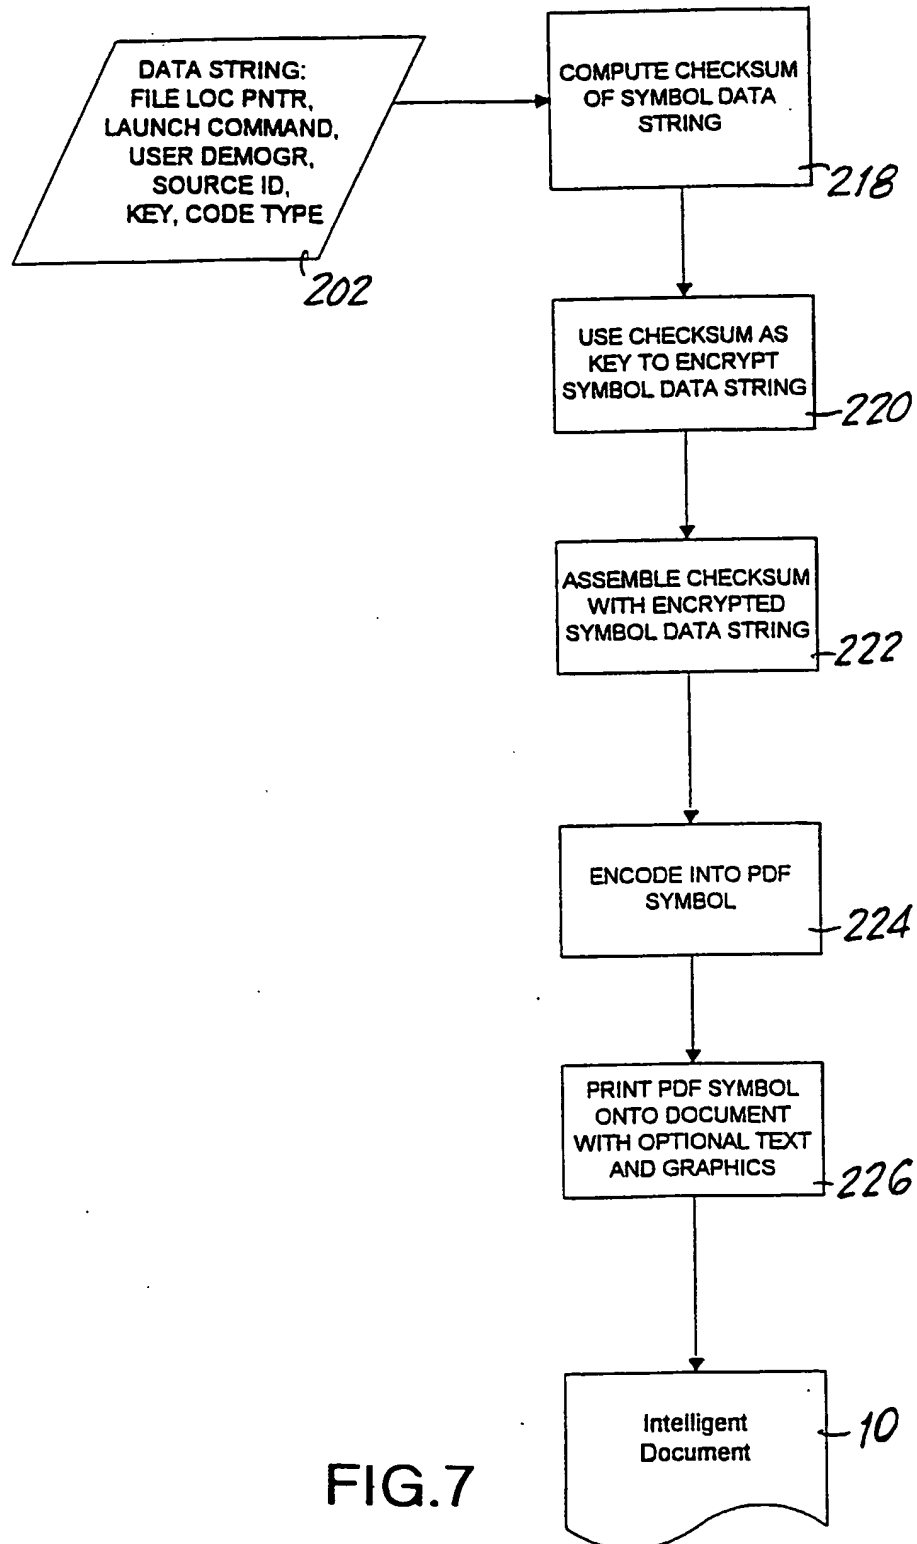 DATA STRING:
FILE LOC PNTR,
LAUNCH COMMAND,
USER DEMOGR,
SOURCE ID,
KEY, CODE TYPE
202
COMPUTE CHECKSUM
OF SYMBOL DATA
STRING
218
USE CHECKSUM AS
KEY TO ENCRYPT
SYMBOL DATA STRING
220
ASSEMBLE CHECKSUM
WITH ENCRYPTED
SYMBOL DATA STRING
222
ENCODE INTO PDF
SYMBOL
224
PRINT PDF SYMBOL
ONTO DOCUMENT
WITH OPTIONAL TEXT
AND GRAPHICS
226
Intelligent
Document
10
FIG.7